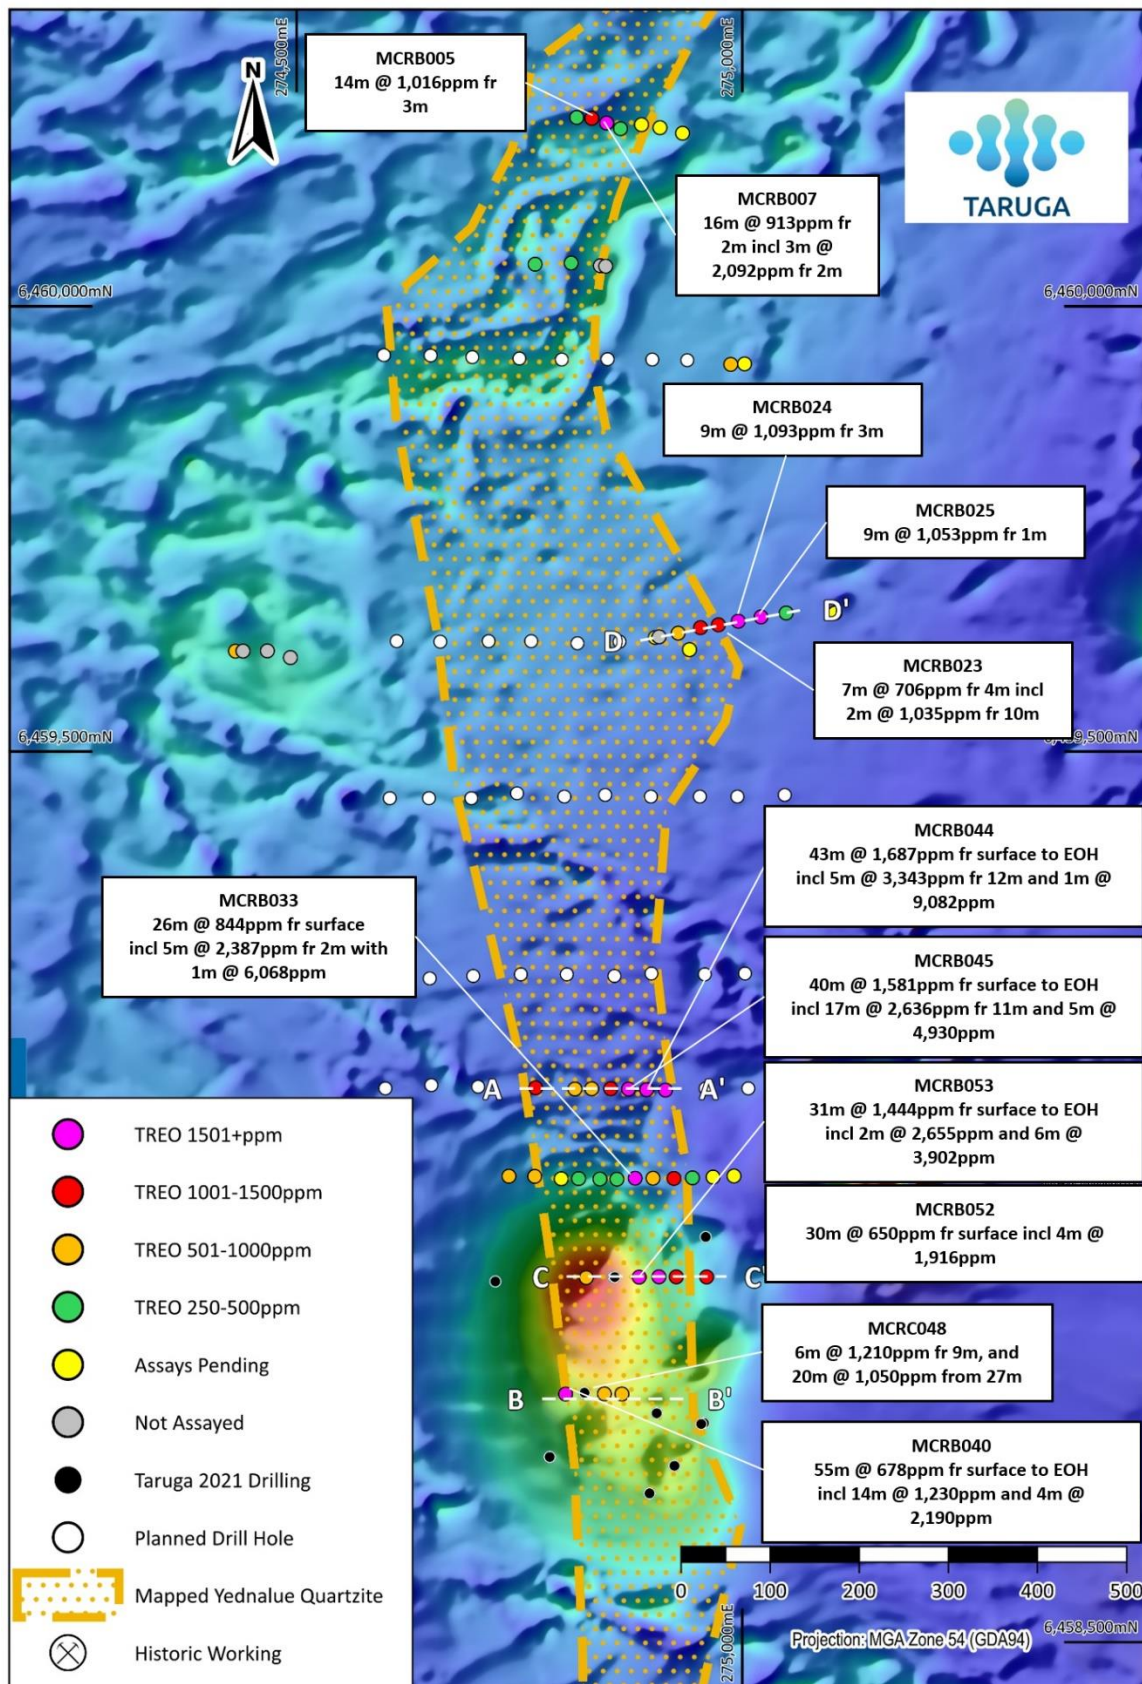 274,500mE
275,000mE
N
MCRB005
14m @ 1,016ppm fr
3m
TARUGA
MCRB007
16m @ 913ppm fr
2m incl 3m @
2,092ppm fr 2m
6,460,000mN
6,460,000mN
MCRB024
9m @ 1,093ppm fr 3m
MCRB025
9m @ 1,053ppm fr 1m
D
D'
MCRB023
7m @ 706ppm fr 4m incl
2m @ 1,035ppm fr 10m
6,459,500mN
6,459,500mN
MCRB044
43m @ 1,687ppm fr surface to EOH
incl 5m @ 3,343ppm fr 12m and 1m @
9,082ppm
MCRB033
26m @ 844ppm fr surface
incl 5m @ 2,387ppm fr 2m with
1m @ 6,068ppm
MCRB045
40m @ 1,581ppm fr surface to EOH
incl 17m @ 2,636ppm fr 11m and 5m @
4,930ppm
A
A'
MCRB053
31m @ 1,444ppm fr surface to EOH
incl 2m @ 2,655ppm and 6m @
3,902ppm
MCRB052
30m @ 650ppm fr surface incl 4m @
1,916ppm
C
C'
MCRC048
6m @ 1,210ppm fr 9m, and
20m @ 1,050ppm from 27m
B
B'
MCRB040
55m @ 678ppm fr surface to EOH
incl 14m @ 1,230ppm and 4m @
2,190ppm
TREO 1501+ppm
TREO 1001-1500ppm
TREO 501-1000ppm
TREO 250-500ppm
Assays Pending
Not Assayed
Taruga 2021 Drilling
Planned Drill Hole
Mapped Yednalue Quartzite
Historic Working
0 100 200 300 400 500
275,000mE
6,458,500mN
Projection: MGA Zone 54 (GDA94)